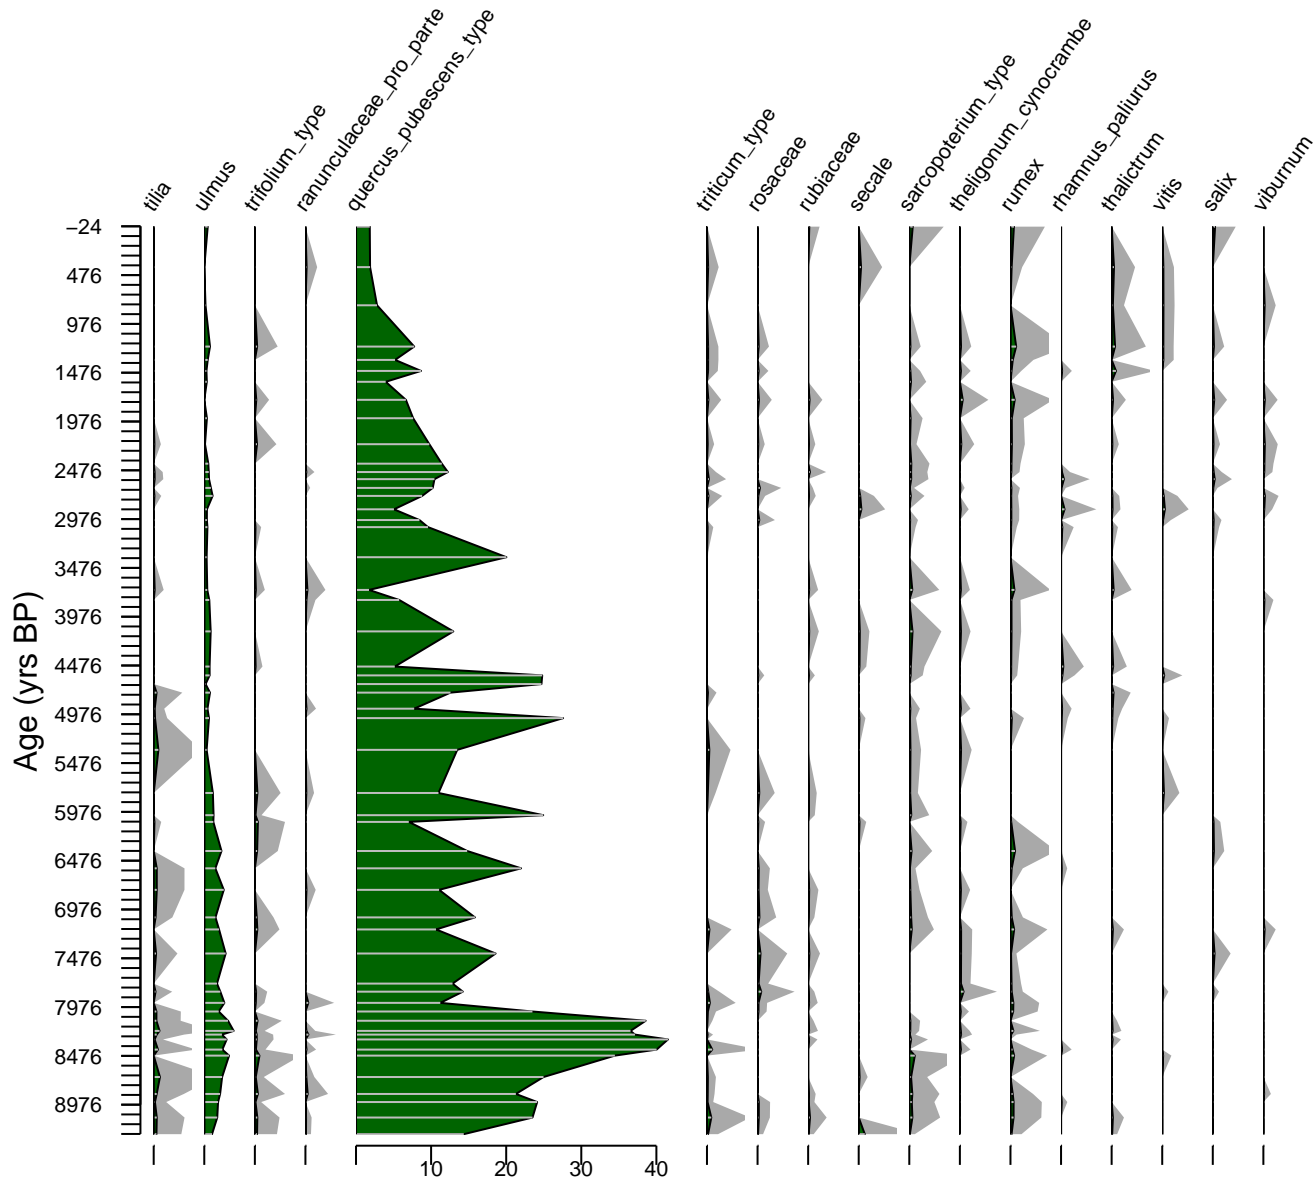 tilia
ulmus
trifolium_type
ranunculaceae_pro_parte
quercus_pubescens_type
triticum_type
rosaceae
rubiaceae
secale
sarcopoterium_type
theligonum_cynocrambe
rumex
rhamnus_paliurus
thalictrum
vitis
salix
viburnum
Age (yrs BP)
−24
476
976
1476
1976
2476
2976
3476
3976
4476
4976
5476
5976
6476
6976
7476
7976
8476
8976
10 20 30 40